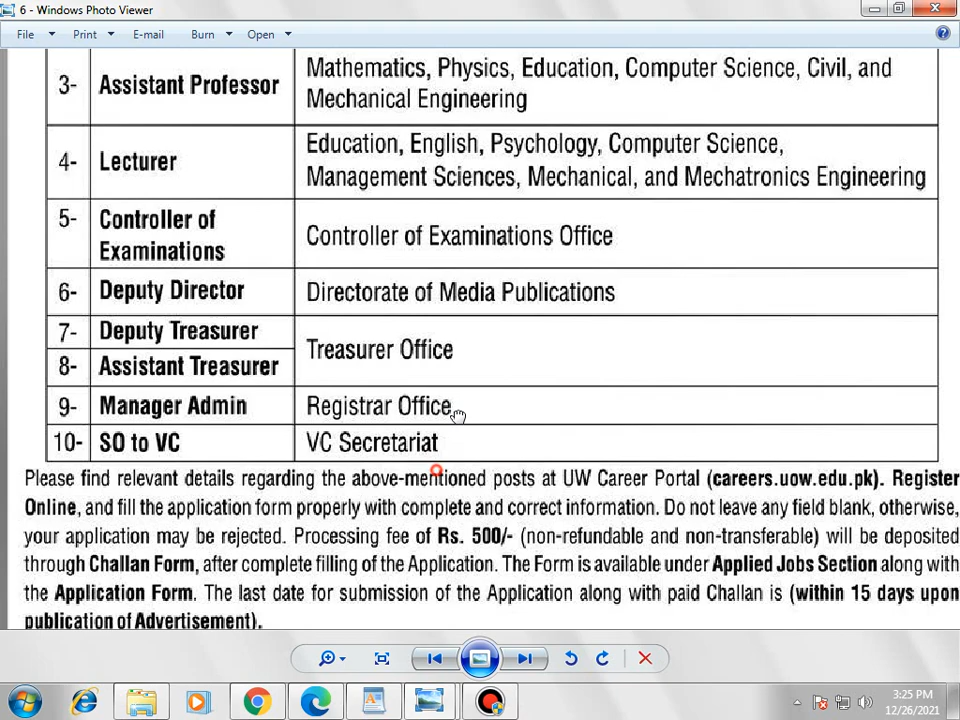 6 - Windows Photo Viewer
File Print E-mail Burn Open
3- Assistant Professor Mathematics, Physics, Education, Computer Science, Civil, and
Mechanical Engineering
4- Lecturer Education, English, Psychology, Computer Science,
Management Sciences, Mechanical, and Mechatronics Engineering
5- Controller of
Examinations Controller of Examinations Office
6- Deputy Director Directorate of Media Publications
7- Deputy Treasurer
Treasurer Office
8- Assistant Treasurer
9- Manager Admin Registrar Office
10- SO to VC VC Secretariat
Please find relevant details regarding the above-mentioned posts at UW Career Portal (careers.uow.edu.pk). Register
Online, and fill the application form properly with complete and correct information. Do not leave any field blank, otherwise,
your application may be rejected. Processing fee of Rs. 500/- (non-refundable and non-transferable) will be deposited
through Challan Form, after complete filling of the Application. The Form is available under Applied Jobs Section along with
the Application Form. The last date for submission of the Application along with paid Challan is (within 15 days upon
publication of Advertisement).
3:25 PM
12/26/2021